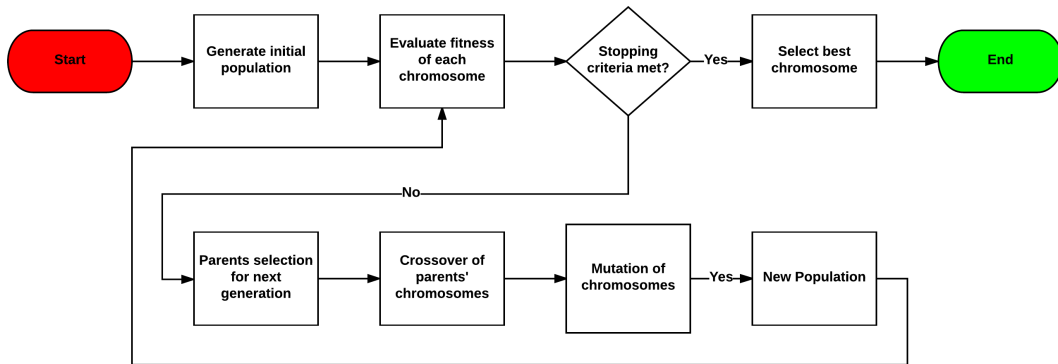 Start
Generate initial
population
Evaluate fitness
of each
chromosome
Stopping
criteria met?
Yes
Select best
chromosome
End
No
Parents selection
for next
generation
Crossover of
parents'
chromosomes
Mutation of
chromosomes
Yes
New Population